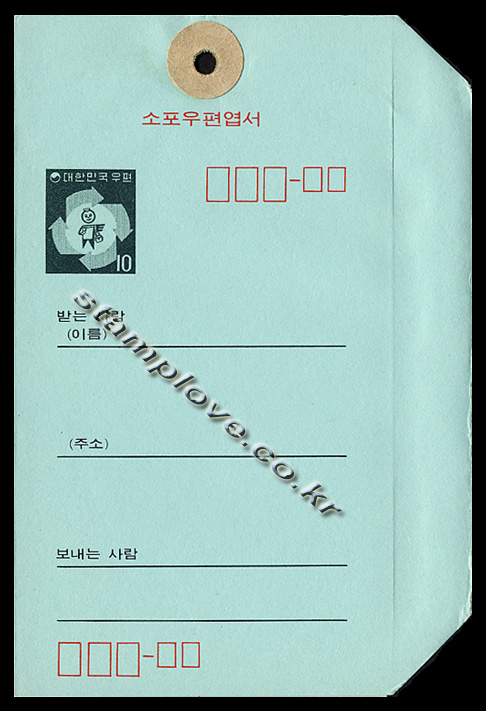 소포우편엽서
대한민국우편
10
받는 사람
(이름)
(주소)
보내는 사람
stamplove.co.kr